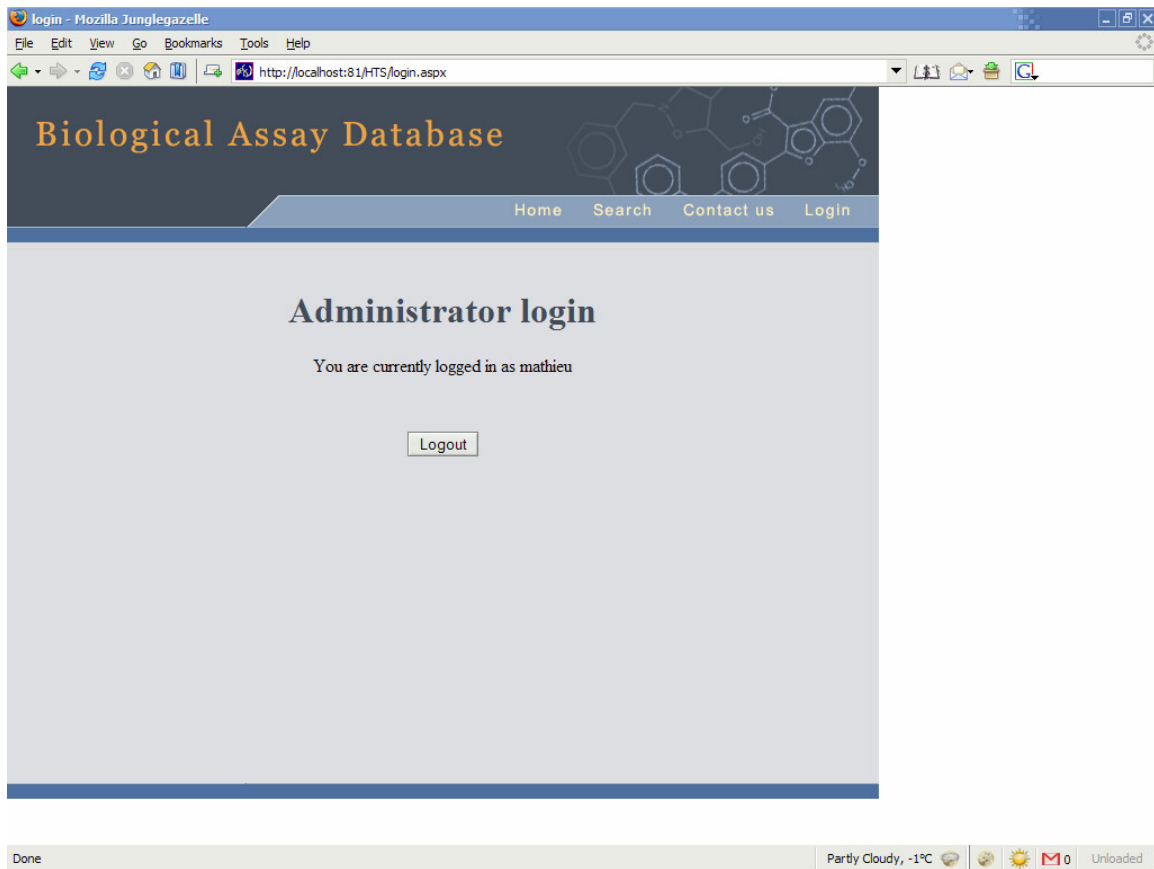 login - Mozilla Junglegazelle
File Edit View Go Bookmarks Tools Help
http://localhost:81/HTS/login.aspx
Biological Assay Database
Home Search Contact us Login
Administrator login
You are currently logged in as mathieu
Logout
Done Partly Cloudy, -1ºC 0 Unloaded